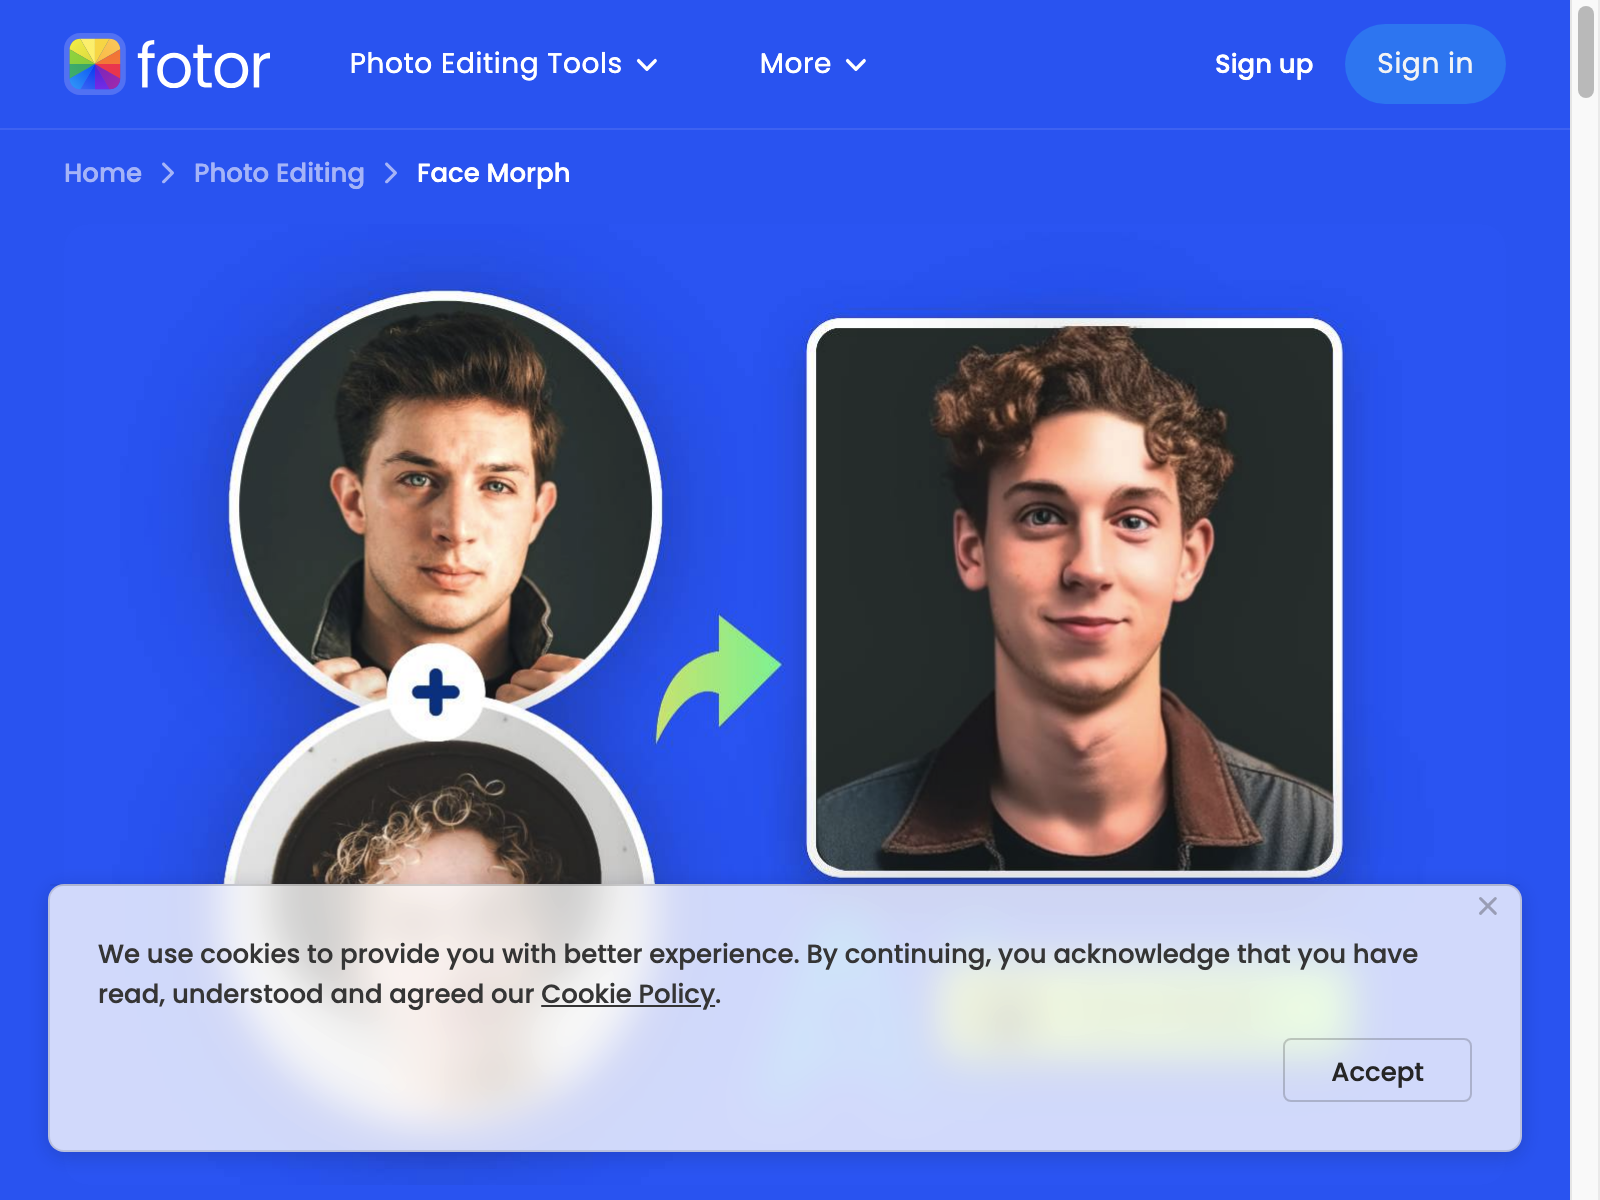 fotor
Photo Editing Tools
More
Sign up
Sign in
Home
Photo Editing
Face Morph
We use cookies to provide you with better experience. By continuing, you acknowledge that you have
read, understood and agreed our Cookie Policy.
Accept